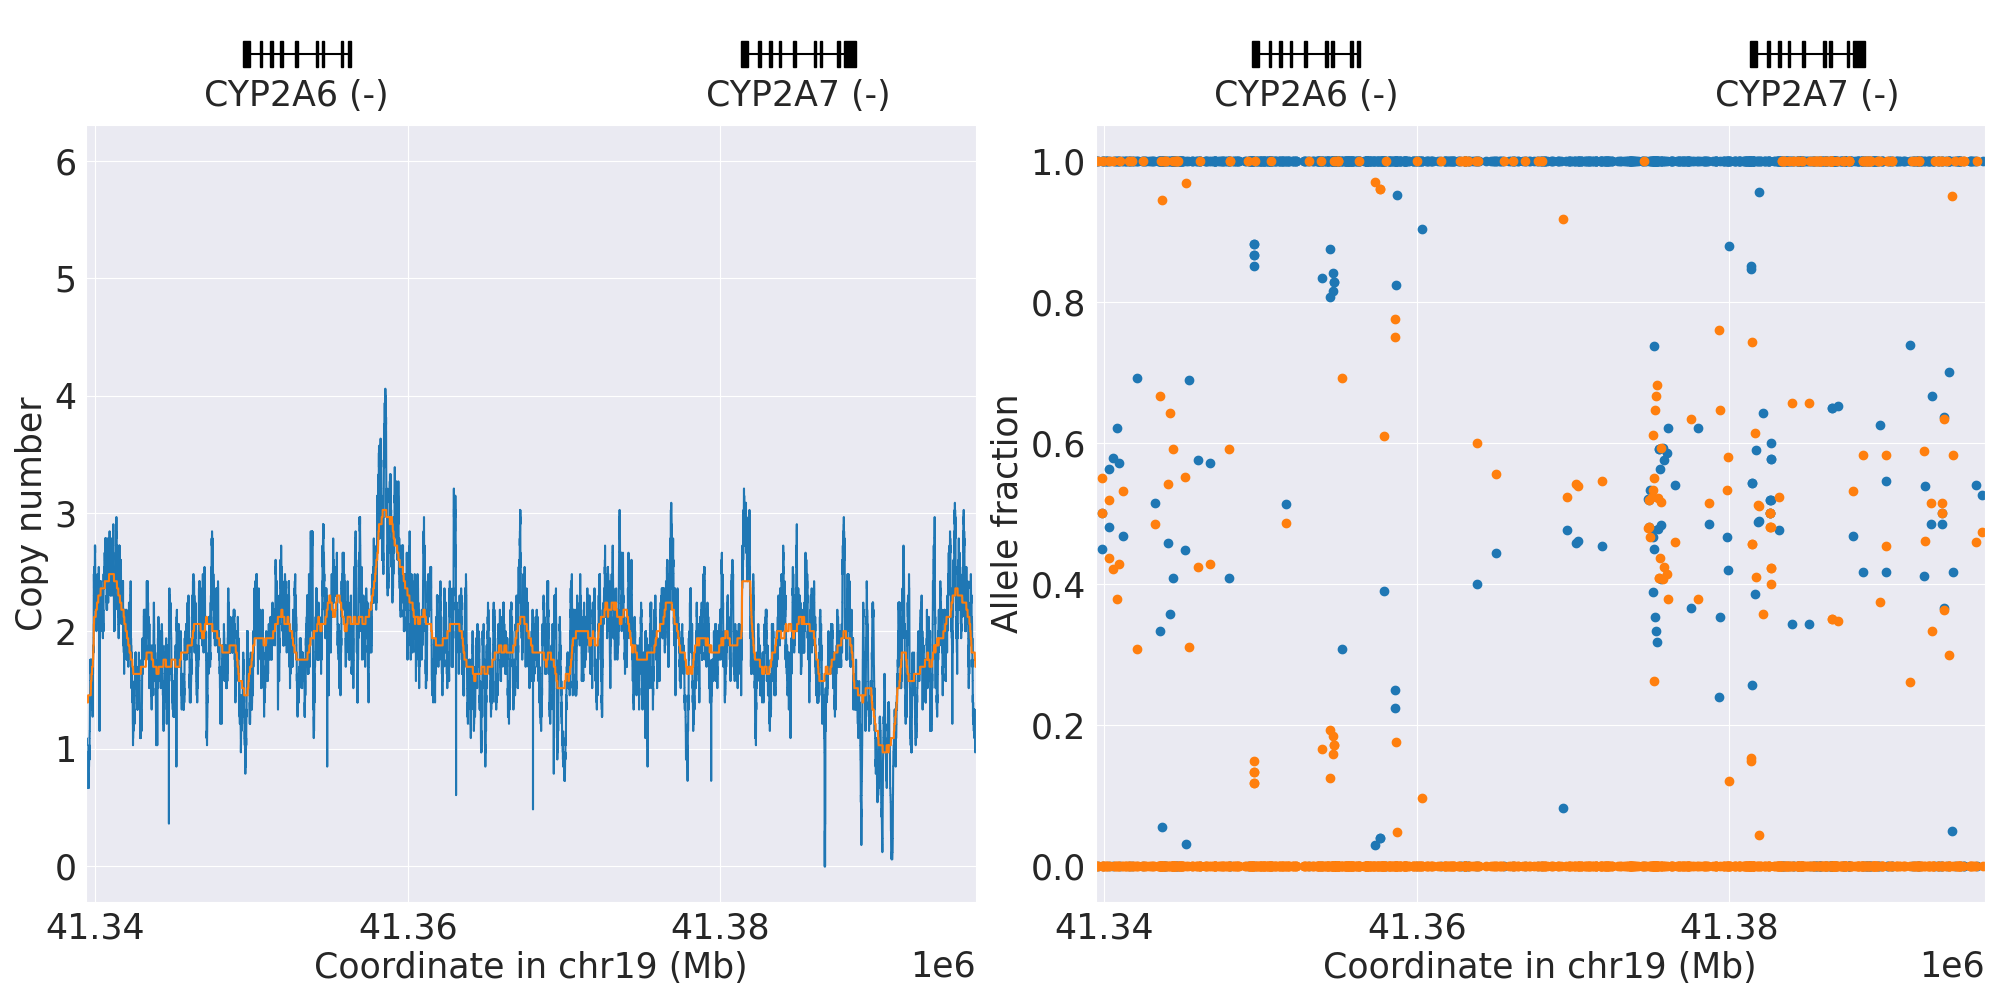 CYP2A6 (-)
CYP2A7 (-)
6
5
4
3
2
1
0
Copy number
41.34
41.36
41.38
Coordinate in chr19 (Mb)
1e6
CYP2A6 (-)
CYP2A7 (-)
1.0
0.8
0.6
0.4
0.2
0.0
Allele fraction
41.34
41.36
41.38
Coordinate in chr19 (Mb)
1e6